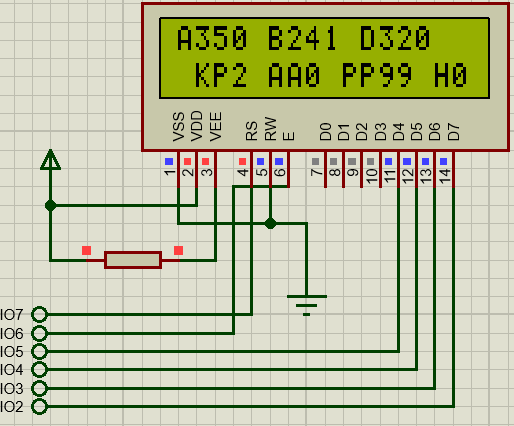 A350 B241 D320
KP2 AA0 PP99 H0
VSS VDD VEE RS RW E D0 D1 D2 D3 D4 D5 D6 D7
1 2 3 4 5 6 7 8 9 10 11 12 13 14
IO7
IO6
IO5
IO4
IO3
IO2